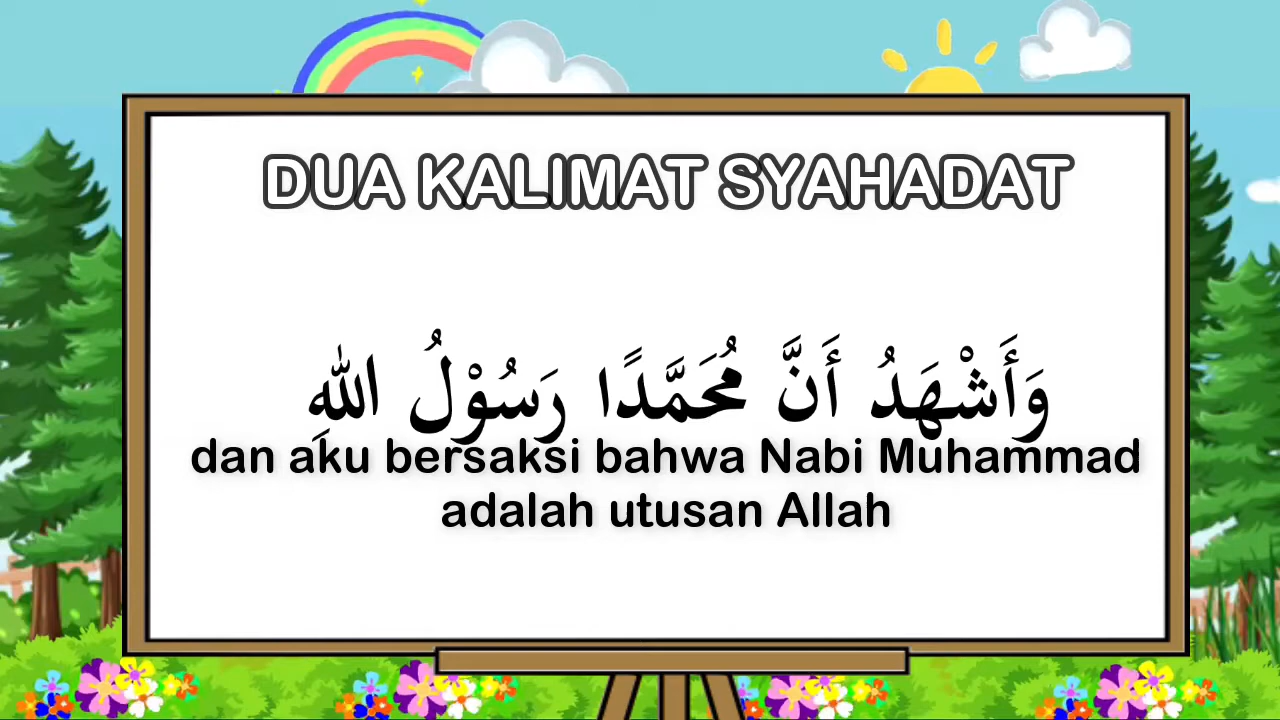 DUA KALIMAT SYAHADAT
وَأَشْهَدُ أَنَّ مُحَمَّدًا رَسُوْلُ اللهِ
dan aku bersaksi bahwa Nabi Muhammad
adalah utusan Allah